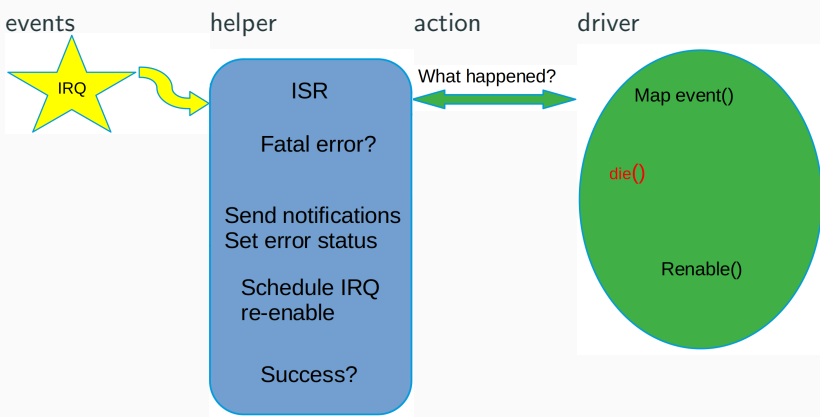 events
helper
action
driver
IRQ
ISR
Fatal error?
Send notifications
Set error status
Schedule IRQ
re-enable
Success?
What happened?
Map event()
die()
Renable()